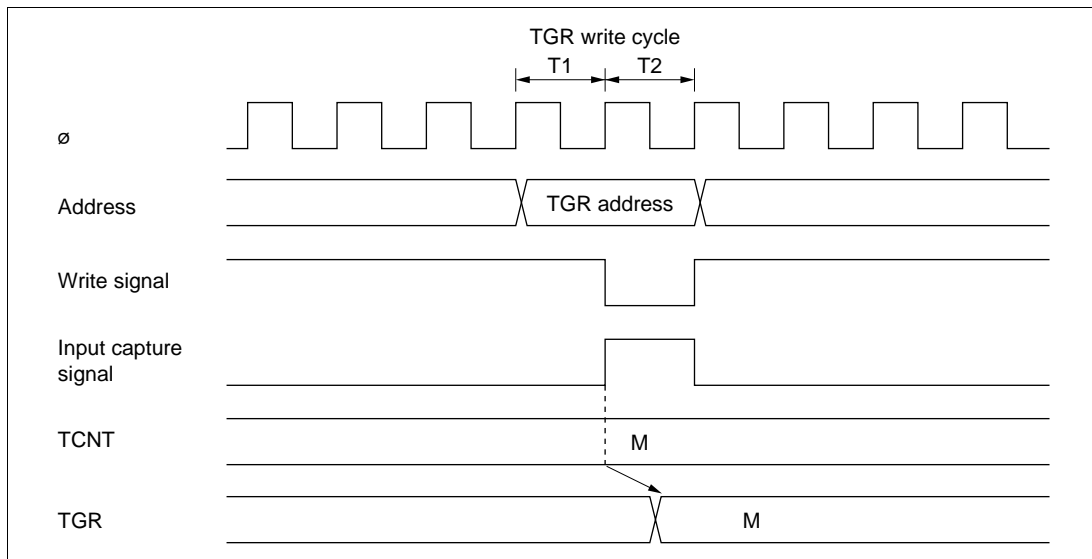 TGR write cycle
T1 T2
ø
Address
TGR address
Write signal
Input capture
signal
TCNT
M
TGR
M